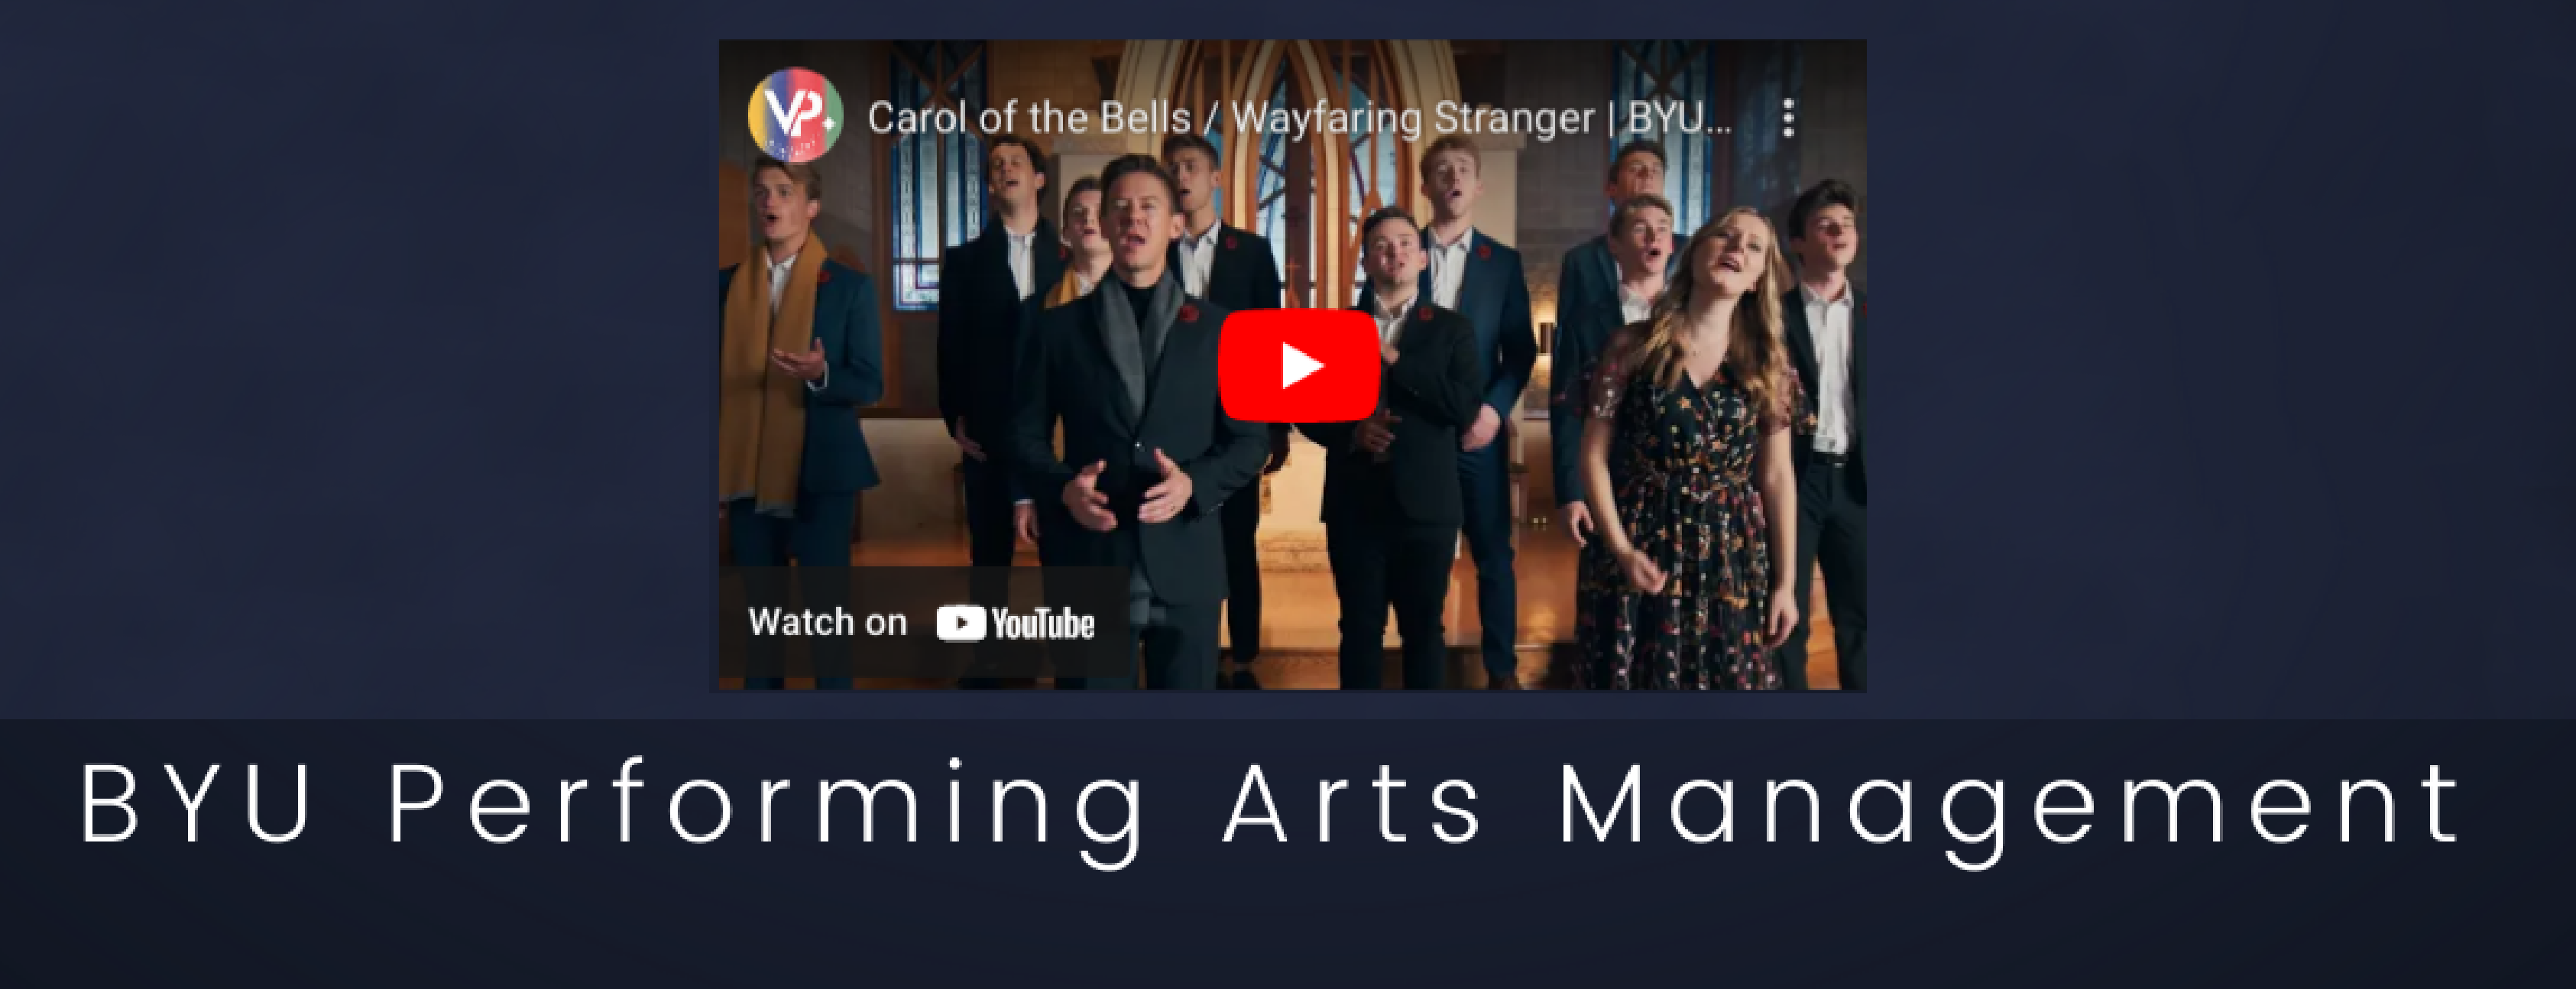 VP
Carol of the Bells / Wayfaring Stranger | BYU...
Watch on YouTube
BYU Performing Arts Management